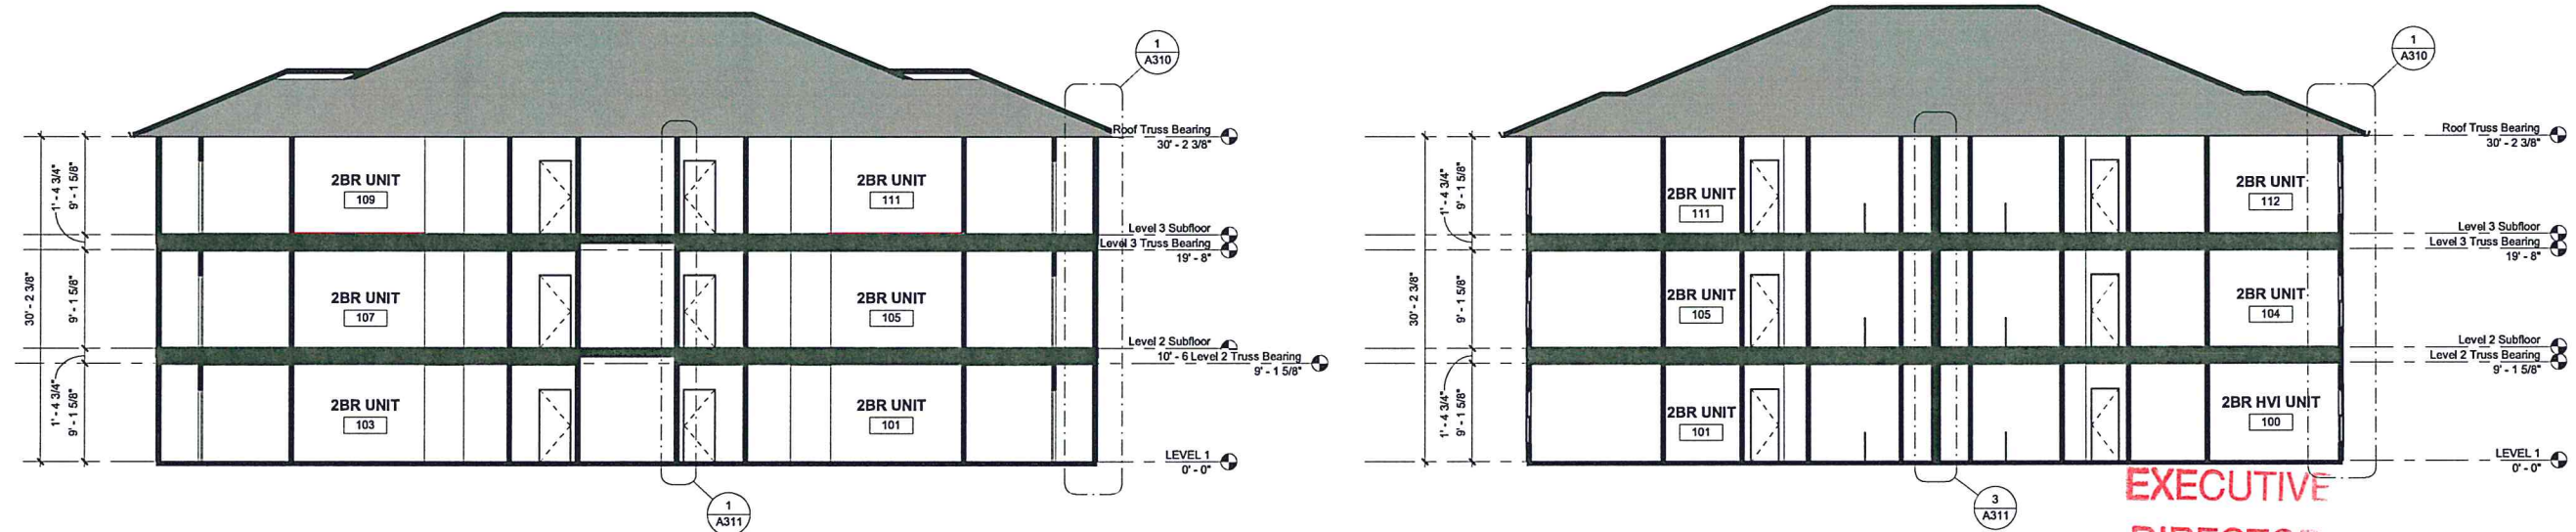 1
A310
Roof Truss Bearing
30' - 2 3/8"
1' - 4 3/4"
9' - 1 5/8"
2BR UNIT
109
2BR UNIT
111
Level 3 Subfloor
Level 3 Truss Bearing
19' - 8"
30' - 2 3/8"
9' - 1 5/8"
2BR UNIT
107
2BR UNIT
105
Level 2 Subfloor
10' - 6 Level 2 Truss Bearing
9' - 1 5/8"
1' - 4 3/4"
9' - 1 5/8"
2BR UNIT
103
2BR UNIT
101
LEVEL 1
0' - 0"
1
A311
1
A310
Roof Truss Bearing
30' - 2 3/8"
1' - 4 3/4"
9' - 1 5/8"
2BR UNIT
111
2BR UNIT
112
Level 3 Subfloor
Level 3 Truss Bearing
19' - 8"
30' - 2 3/8"
9' - 1 5/8"
2BR UNIT
105
2BR UNIT
104
Level 2 Subfloor
Level 2 Truss Bearing
9' - 1 5/8"
1' - 4 3/4"
9' - 1 5/8"
2BR UNIT
101
2BR HVI UNIT
100
LEVEL 1
0' - 0"
3
A311
EXECUTIVE